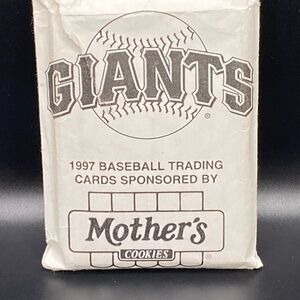 GIANTS
®
1997 BASEBALL TRADING
CARDS SPONSORED BY
Mother's
COOKIES
®